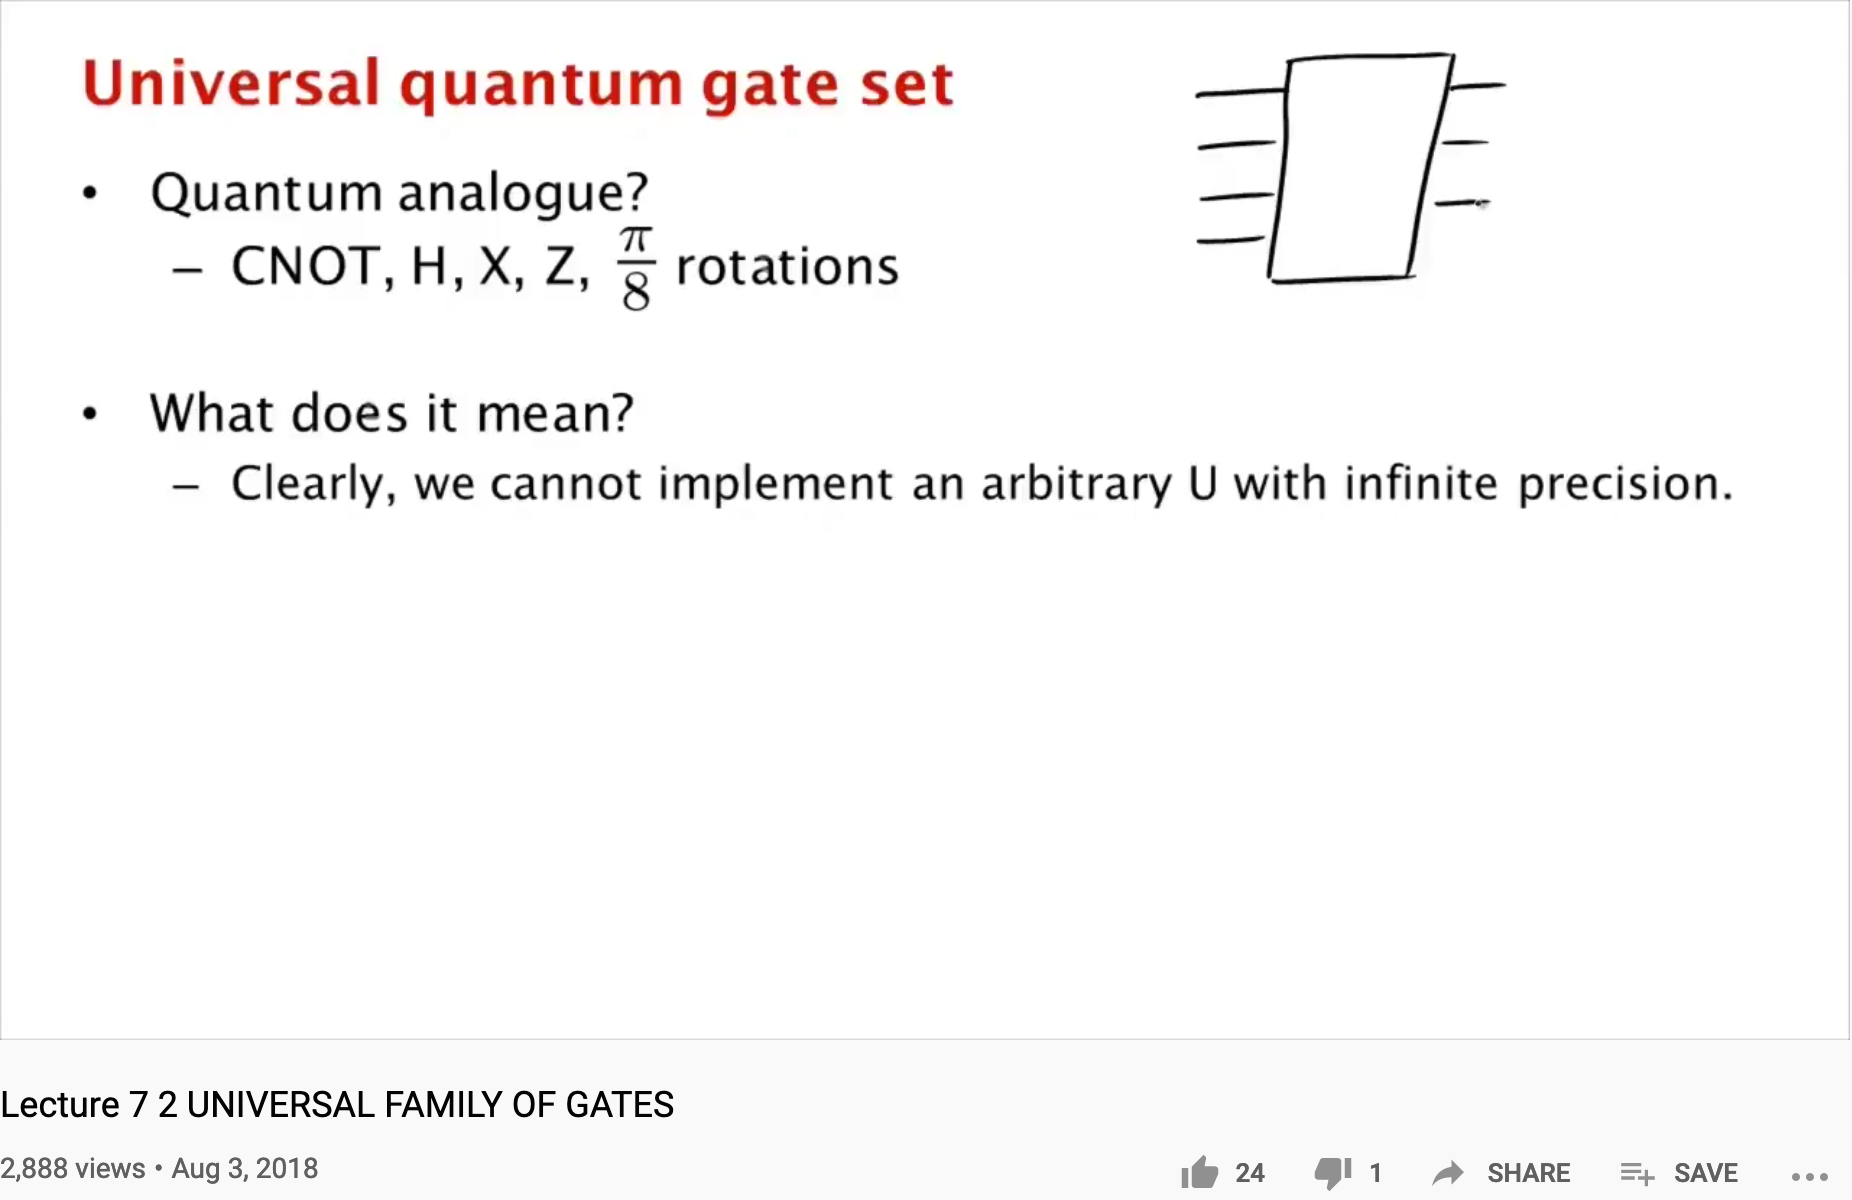 Universal quantum gate set
• Quantum analogue?
– CNOT, H, X, Z, π/8 rotations
• What does it mean?
– Clearly, we cannot implement an arbitrary U with infinite precision.
Lecture 7 2 UNIVERSAL FAMILY OF GATES
2,888 views • Aug 3, 2018
24 1 SHARE SAVE